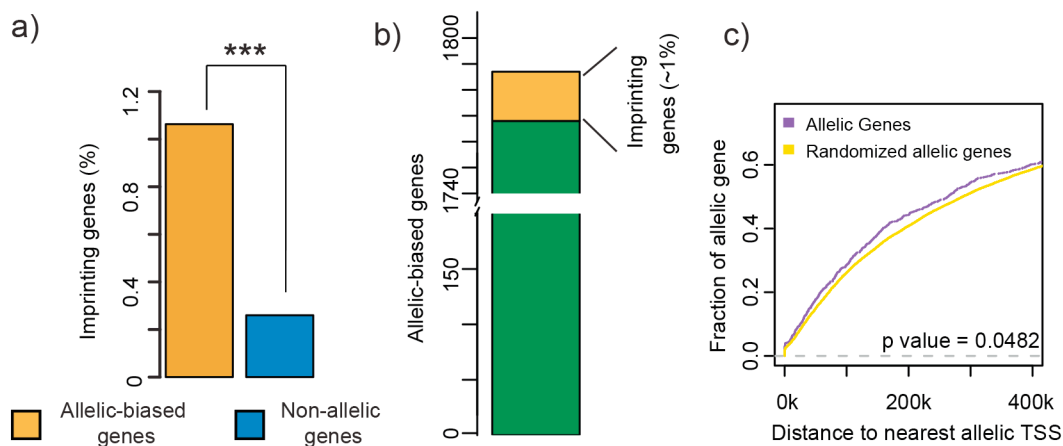 a)
***
Imprinting genes (%)
1.2
0.8
0.4
0
Allelic-biased
genes
Non-allelic
genes
b)
Allelic-biased genes
1800
1740
150
0
Imprinting
genes (~1%)
c)
Fraction of allelic gene
0.6
0.4
0.2
0.0
Allelic Genes
Randomized allelic genes
p value = 0.0482
0k
200k
400k
Distance to nearest allelic TSS